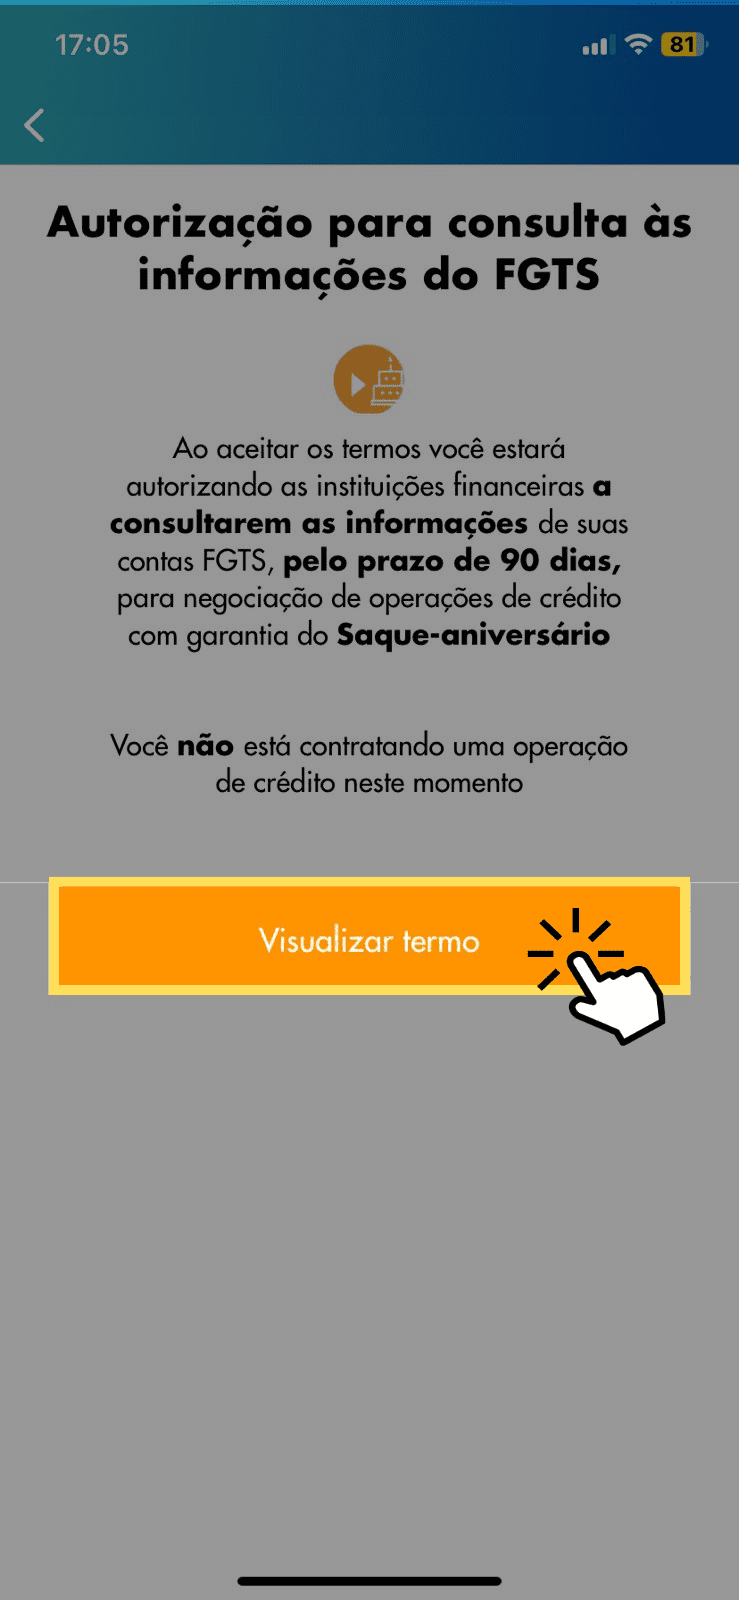 17:05
81
Autorização para consulta às
informações do FGTS
Ao aceitar os termos você estará
autorizando as instituições financeiras a
consultarem as informações de suas
contas FGTS, pelo prazo de 90 dias,
para negociação de operações de crédito
com garantia do Saque-aniversário
Você não está contratando uma operação
de crédito neste momento
Visualizar termo